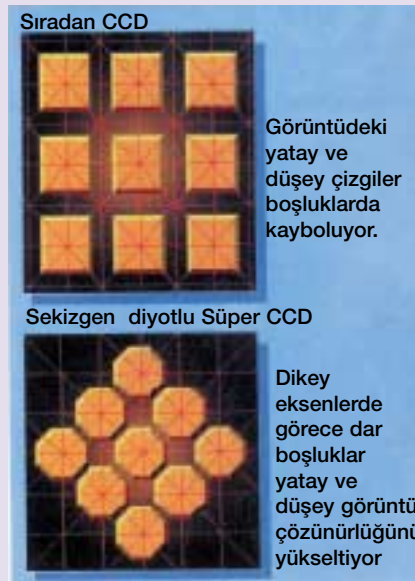 Sıradan CCD
Görüntüdeki
yatay ve
düşey çizgiler
boşluklarda
kayboluyor.
Sekizgen diyotlu Süper CCD
Dikey
eksenlerde
görece dar
boşluklar
yatay ve
düşey görüntü
çözünürlüğünü
yükseltiyor